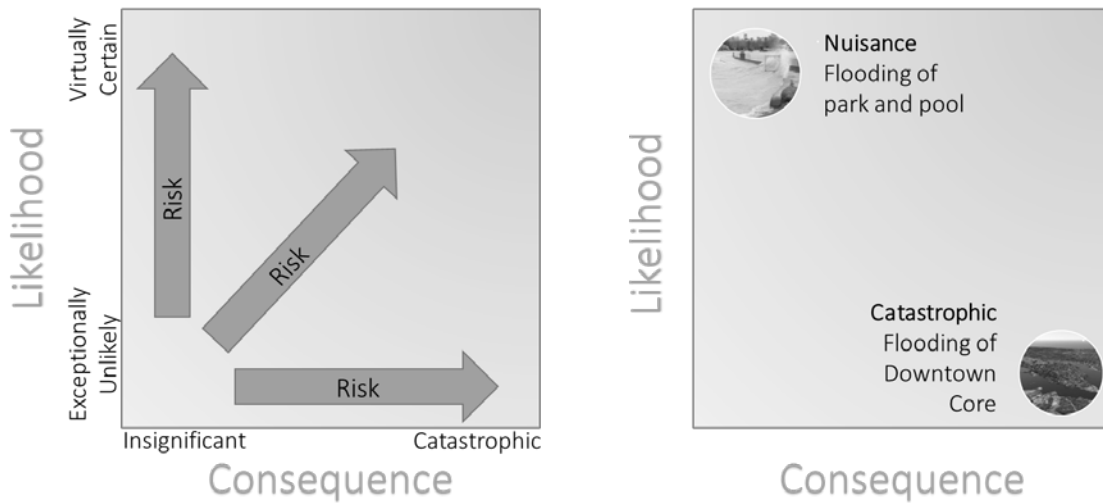 Likelihood
Virtually
Certain
Exceptionally
Unlikely
Risk
Risk
Risk
Insignificant
Catastrophic
Consequence
Likelihood
Nuisance
Flooding of
park and pool
Catastrophic
Flooding of
Downtown
Core
Consequence